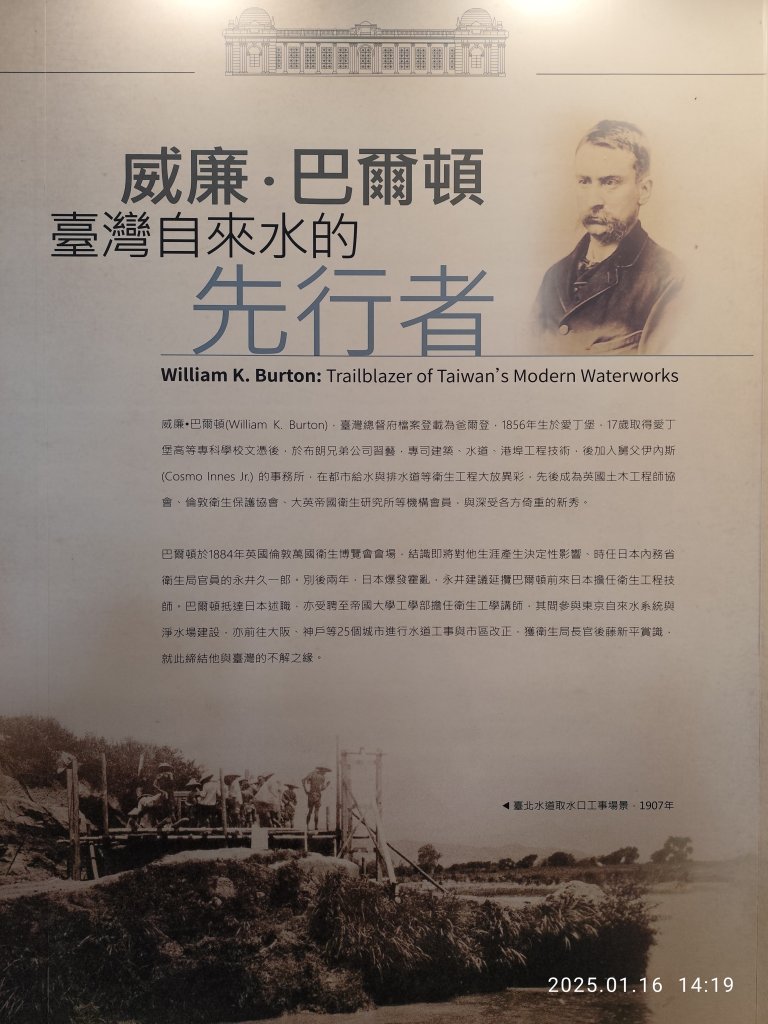 威廉·巴爾頓
臺灣自來水的
先行者
William K. Burton: Trailblazer of Taiwan's Modern Waterworks
威廉•巴爾頓(William K. Burton)，臺灣總督府檔案登載為爸爾登，1856年生於愛丁堡，17歲取得愛丁
堡高等專科學校文憑後，於布朗兄弟公司習藝，專司建築、水道、港埠工程技術，後加入舅父伊內斯
(Cosmo Innes Jr.) 的事務所，在都市給水與排水道等衛生工程大放異彩，先後成為英國土木工程師協
會、倫敦衛生保護協會、大英帝國衛生研究所等機構會員，與深受各方倚重的新秀。
巴爾頓於1884年英國倫敦萬國衛生博覽會會場，結識即將對他生涯產生決定性影響、時任日本內務省
衛生局官員的永井久一郎。別後兩年，日本爆發霍亂，永井建議延攬巴爾頓前來日本擔任衛生工程技
師。巴爾頓抵達日本述職，亦受聘至帝國大學工學部擔任衛生工學講師，其間參與東京自來水系統與
淨水場建設，亦前往大阪、神戶等25個城市進行水道工事與市區改正，獲衛生局長官後藤新平賞識，
就此締結他與臺灣的不解之緣。
◀ 臺北水道取水口工事場景，1907年
2025.01.16 14:19